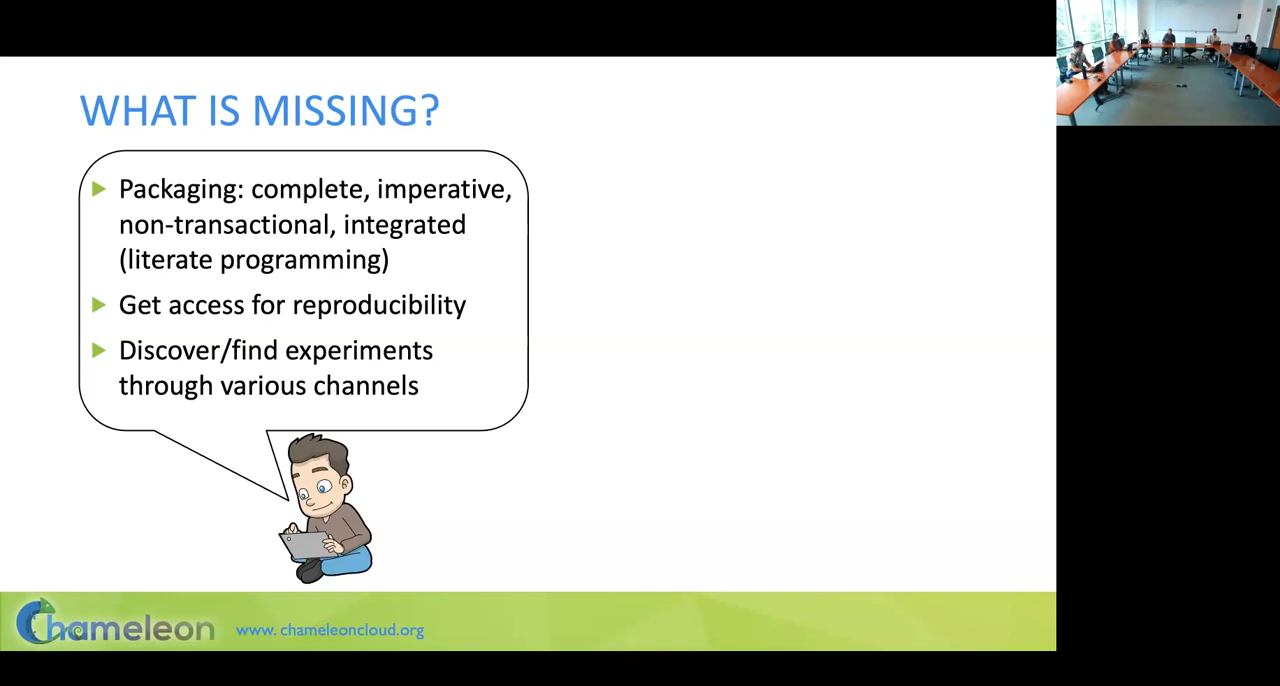 WHAT IS MISSING?
Packaging: complete, imperative,
non-transactional, integrated
(literate programming)
Get access for reproducibility
Discover/find experiments
through various channels
Chameleon
www. chameleoncloud.org